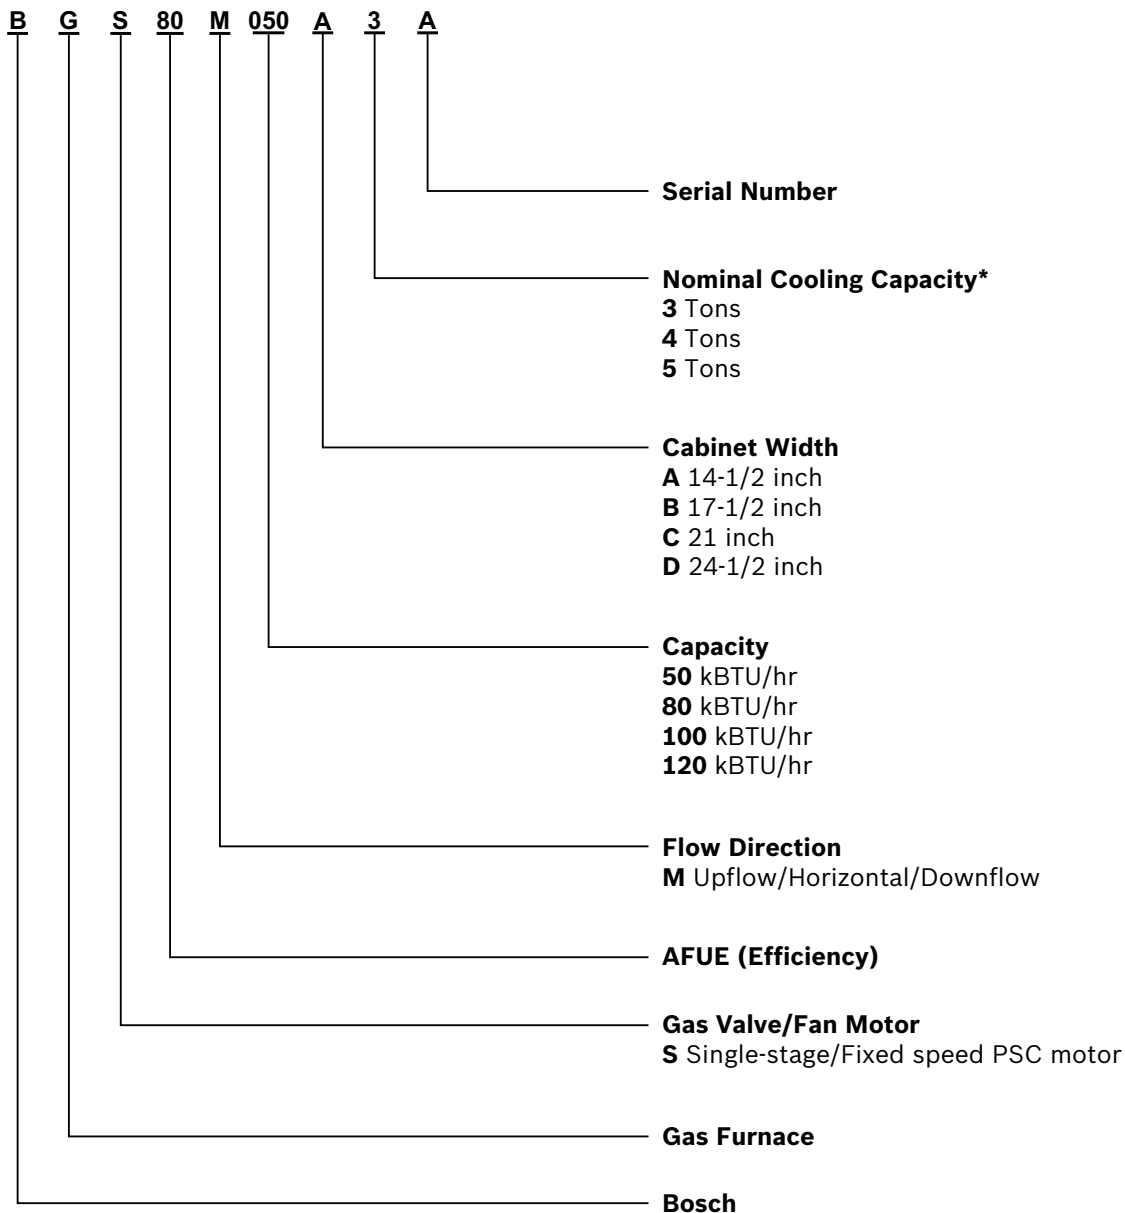 B G S 80 M 050 A 3 A
Serial Number
Nominal Cooling Capacity*
3 Tons
4 Tons
5 Tons
Cabinet Width
A 14-1/2 inch
B 17-1/2 inch
C 21 inch
D 24-1/2 inch
Capacity
50 kBTU/hr
80 kBTU/hr
100 kBTU/hr
120 kBTU/hr
Flow Direction
M Upflow/Horizontal/Downflow
AFUE (Efficiency)
Gas Valve/Fan Motor
S Single-stage/Fixed speed PSC motor
Gas Furnace
Bosch